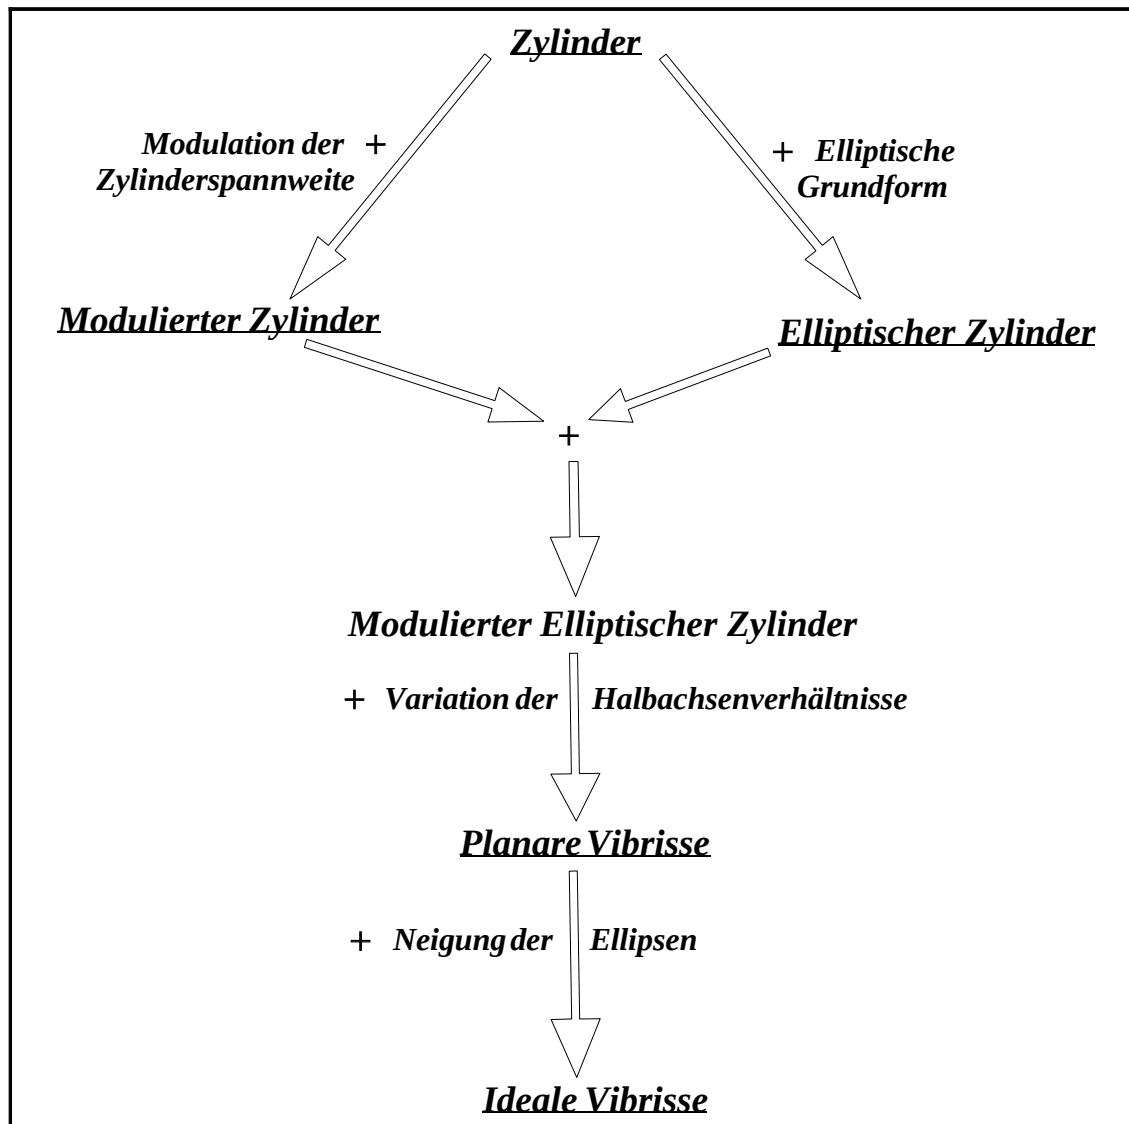 Zylinder
Modulation der +
Zylinderspannweite
+ Elliptische
Grundform
Modulierter Zylinder
Elliptischer Zylinder
+
Modulierter Elliptischer Zylinder
+ Variation der Halbachsenverhältnisse
Planare Vibrisse
+ Neigung der Ellipsen
Ideale Vibrisse